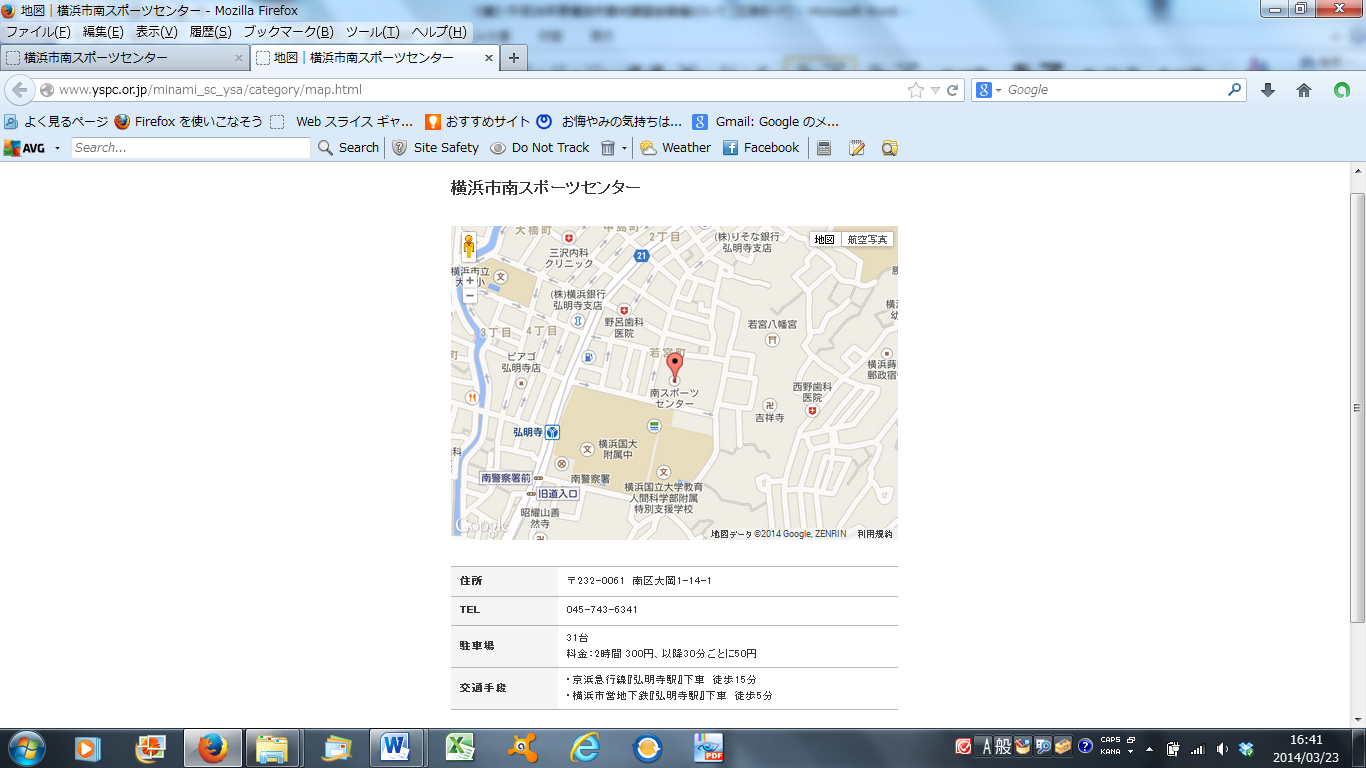 地図 | 横浜市南スポーツセンター - Mozilla Firefox
ファイル(F) 編集(E) 表示(V) 履歴(S) ブックマーク(B) ツール(T) ヘルプ(H)
横浜市南スポーツセンター × 地図 | 横浜市南スポーツセンター × +
www.yspc.or.jp/minami_sc_ysa/category/map.html Google
よく見るページ Firefox を使いこなそう Web スライス ギャ... おすすめサイト お悔やみの気持ちは... Gmail: Google のメ...
AVG Search... Search Site Safety Do Not Track Weather Facebook
横浜市南スポーツセンター
大橋町 中島町 2丁目 (株)りそな銀行
弘明寺支店
地図 航空写真
三沢内科
クリニック
21
横浜市立
(株)横浜銀行
弘明寺支店
野呂歯科
医院
若宮八幡宮
3丁目 4丁目
ピアゴ
弘明寺店
若宮町
南スポーツ
センター
西野歯科
医院
吉祥寺
弘明寺
横浜国大
附属中
南警察署前
南警察署
旧道入口
横浜国立大学教育
人間科学部附属
特別支援学校
昭耀山善
然寺
Google
地図データ ©2014 Google, ZENRIN 利用規約
住所 〒232-0061 南区大岡1-14-1
TEL 045-743-6341
駐車場 31台
料金：2時間 300円、以降30分ごとに50円
交通手段 ・京浜急行線『弘明寺駅』下車 徒歩15分
・横浜市営地下鉄『弘明寺駅』下車 徒歩5分
A 般 CAPS
KANA
16:41
2014/03/23